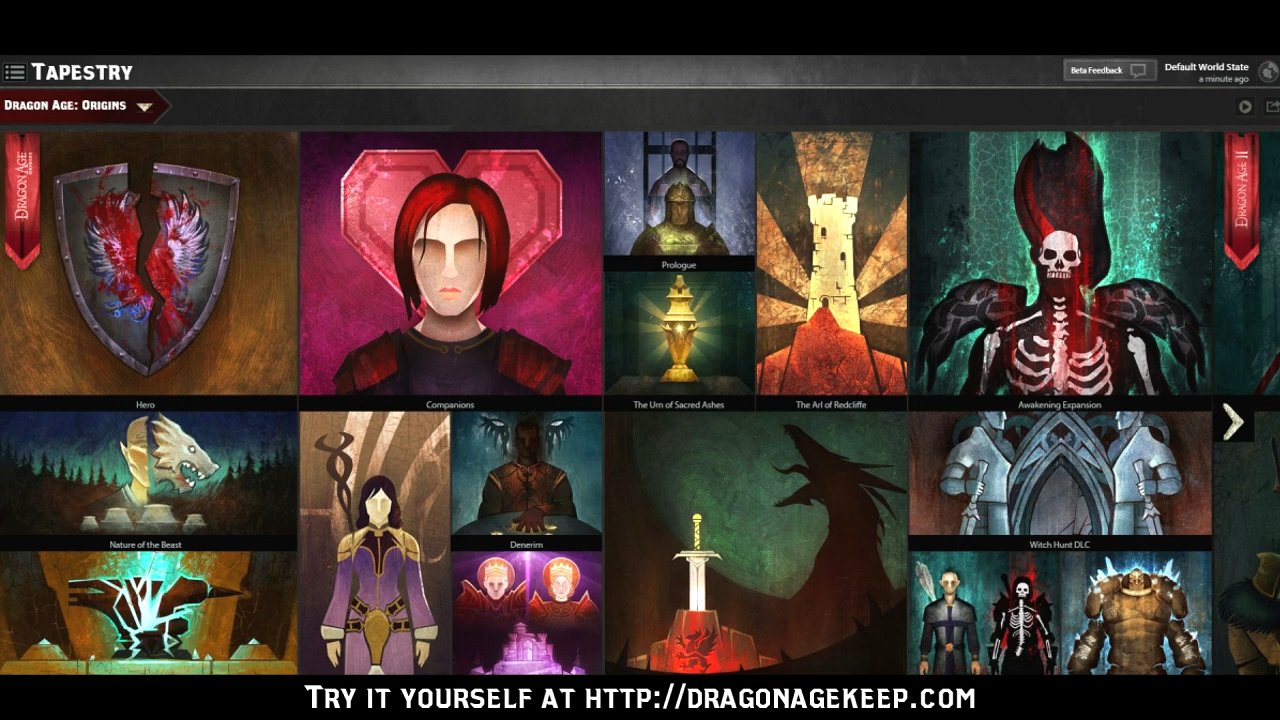 TAPESTRY
Beta Feedback
Default World State
a minute ago
DRAGON AGE: ORIGINS
DRAGON AGE
ORIGINS
DRAGON AGE II
Prologue
Hero
Companions
The Urn of Sacred Ashes
The Arl of Redcliffe
Awakening Expansion
Nature of the Beast
Denerim
Witch Hunt DLC
TRY IT YOURSELF AT HTTP://DRAGONAGEKEEP.COM